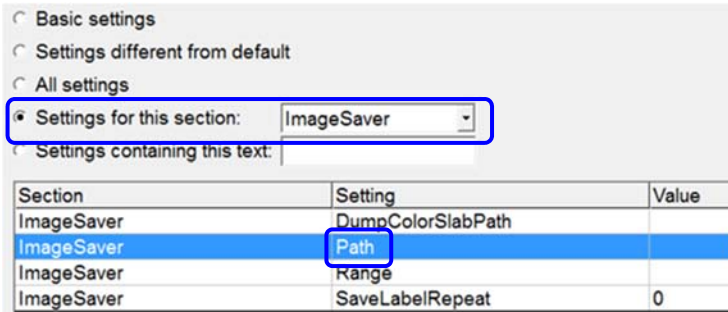 Basic settings
Settings different from default
All settings
Settings for this section: ImageSaver
Settings containing this text:
Section Setting Value
ImageSaver DumpColorSlabPath
ImageSaver Path
ImageSaver Range
ImageSaver SaveLabelRepeat 0